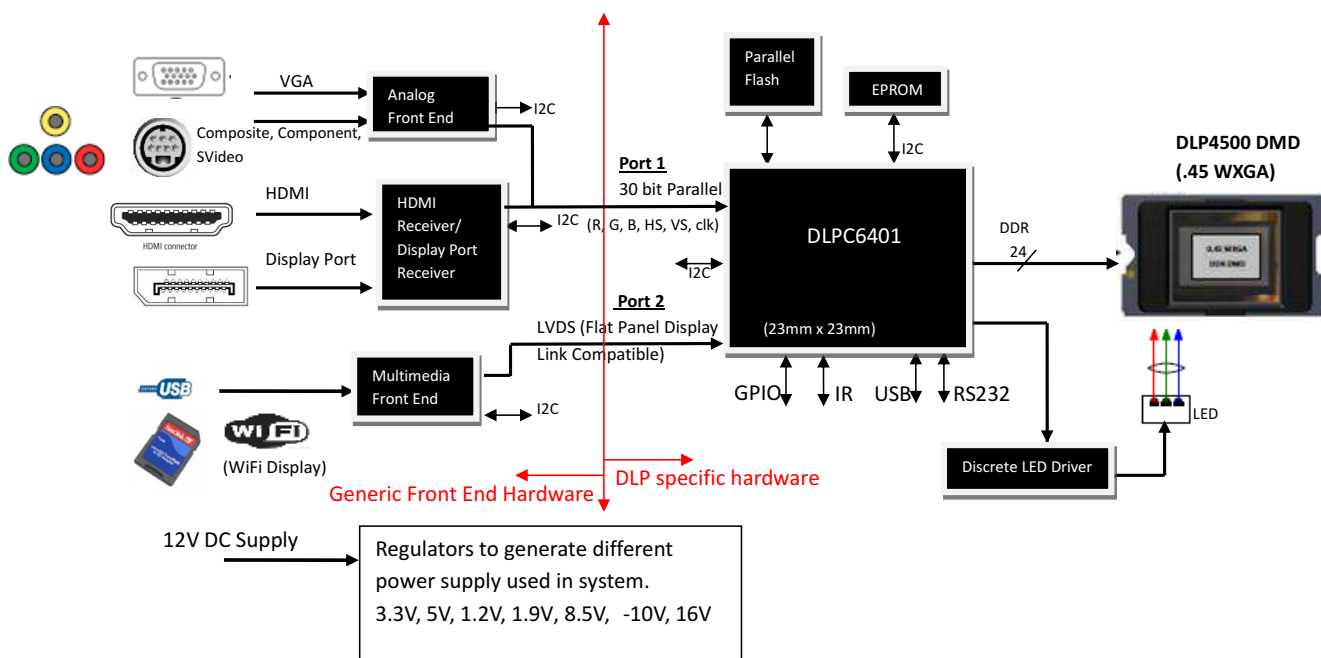 VGA
Analog
Front End
I2C
Composite, Component,
SVideo
HDMI
HDMI connector
Display Port
HDMI
Receiver/
Display Port
Receiver
I2C
Port 1
30 bit Parallel
(R, G, B, HS, VS, clk)
I2C
Port 2
LVDS (Flat Panel Display
Link Compatible)
USB
WiFi
(WiFi Display)
Multimedia
Front End
I2C
Parallel
Flash
EPROM
I2C
DLPC6401
(23mm x 23mm)
GPIO
IR
USB
RS232
DDR
24
DLP4500 DMD
(.45 WXGA)
0.45 WXGA
DDR DMD
LED
Discrete LED Driver
Generic Front End Hardware
DLP specific hardware
12V DC Supply
Regulators to generate different
power supply used in system.
3.3V, 5V, 1.2V, 1.9V, 8.5V, -10V, 16V